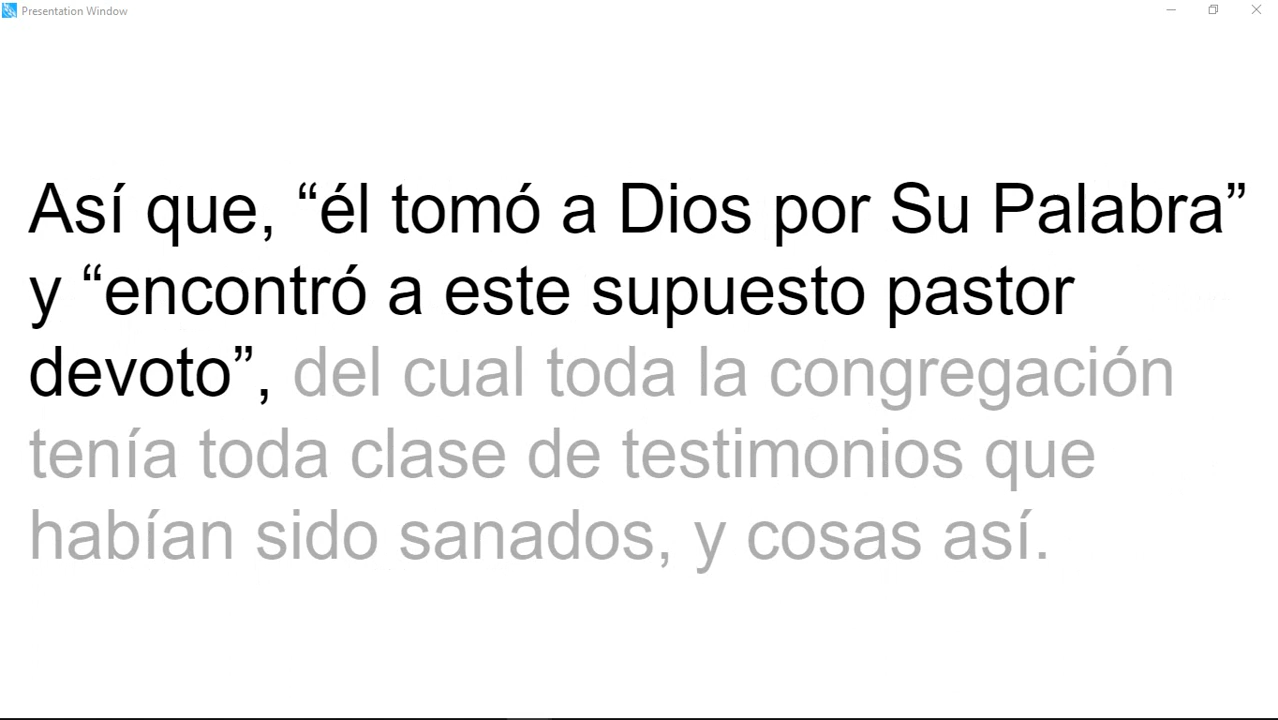 Presentation Window
Así que, “él tomó a Dios por Su Palabra”
y “encontró a este supuesto pastor
devoto”, del cual toda la congregación
tenía toda clase de testimonios que
habían sido sanados, y cosas así.